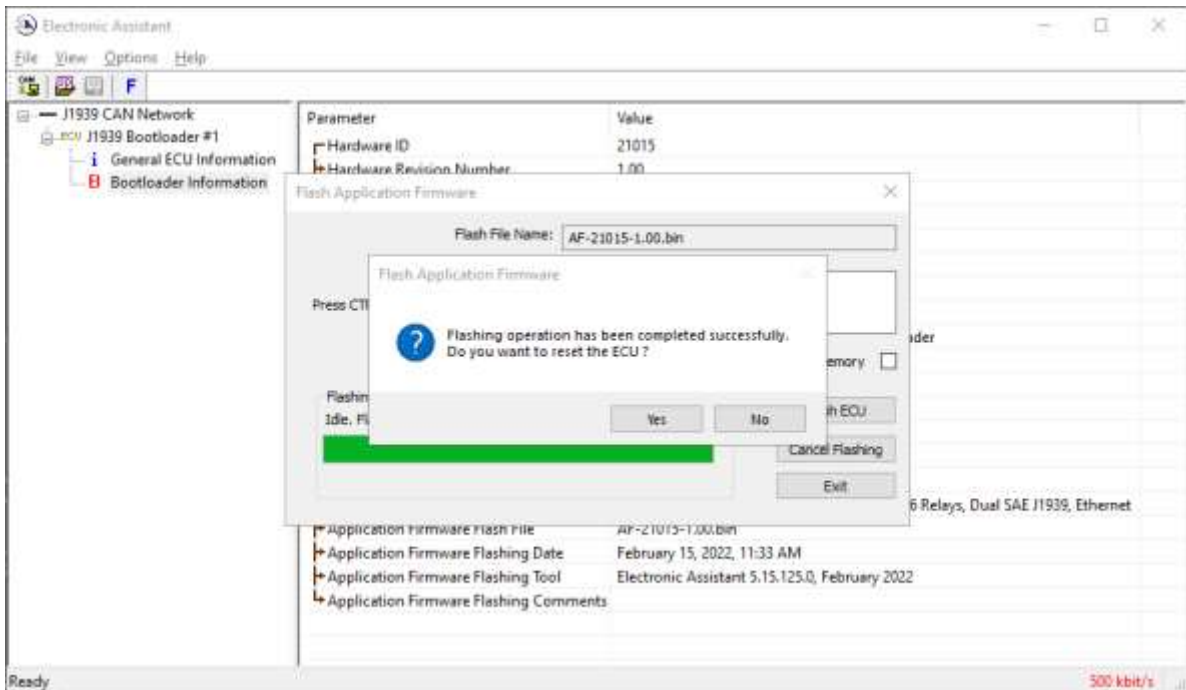 Electronic Assistant
File View Options Help
F
J1939 CAN Network
ECU J1939 Bootloader #1
i General ECU Information
B Bootloader Information
Parameter Value
Hardware ID 21015
Hardware Revision Number 1.00
Flash Application Firmware
Flash File Name: AF-21015-1.00.bin
Flash Application Firmware
Press
Flashing operation has been completed successfully.
Do you want to reset the ECU ?
Yes No
Idle.
ECU
Cancel Flashing
Exit
6 Relays, Dual SAE J1939, Ethernet
Application Firmware Flash File AF-21015-1.00.bin
Application Firmware Flashing Date February 15, 2022, 11:33 AM
Application Firmware Flashing Tool Electronic Assistant 5.15.125.0, February 2022
Application Firmware Flashing Comments
Ready 500 kbit/s